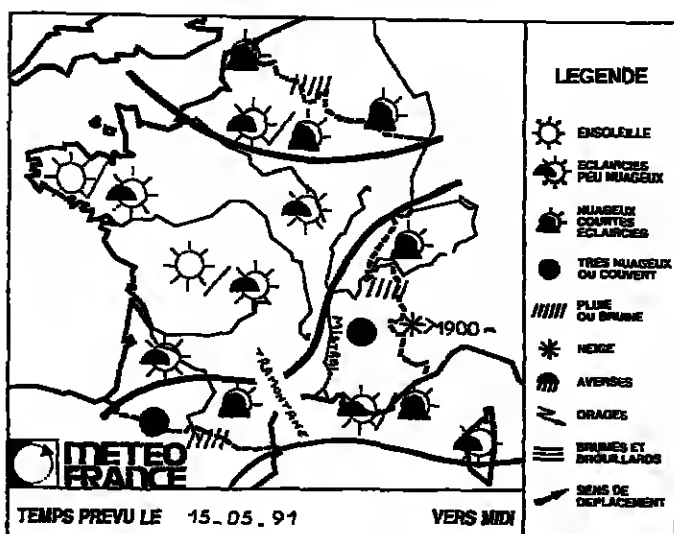 LEGENDE
ENSOLEILLE
ECLAIRCIES
PEU NUAGEUX
NUAGEUX
COURTES
ECLAIRCIES
TRES NUAGEUX
OU COUVERT
PLUIE
OU BRUINE
NEIGE
AVERSES
ORAGES
BRUMES ET
BROUILLARDS
SENS DE
DEPLACEMENT
1900
Mistral
TRAMONTANE
METEO
FRANCE
TEMPS PREVU LE 15.05.91 VERS MIDI